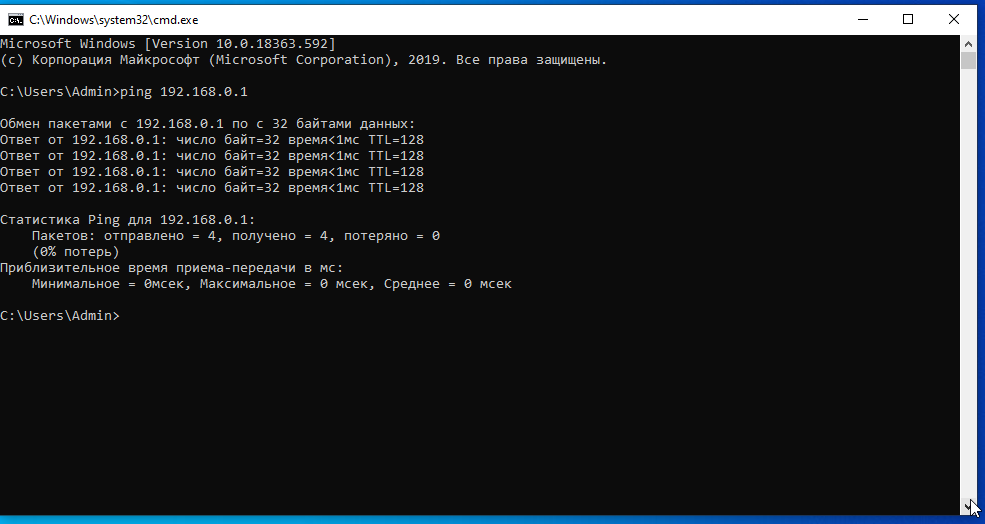 C:\Windows\system32\cmd.exe
Microsoft Windows [Version 10.0.18363.592]
(c) Корпорация Майкрософт (Microsoft Corporation), 2019. Все права защищены.
C:\Users\Admin>ping 192.168.0.1
Обмен пакетами с 192.168.0.1 по с 32 байтами данных:
Ответ от 192.168.0.1: число байт=32 время<1мс TTL=128
Ответ от 192.168.0.1: число байт=32 время<1мс TTL=128
Ответ от 192.168.0.1: число байт=32 время<1мс TTL=128
Ответ от 192.168.0.1: число байт=32 время<1мс TTL=128
Статистика Ping для 192.168.0.1:
    Пакетов: отправлено = 4, получено = 4, потеряно = 0
    (0% потерь)
Приблизительное время приема-передачи в мс:
    Минимальное = 0мсек, Максимальное = 0 мсек, Среднее = 0 мсек
C:\Users\Admin>